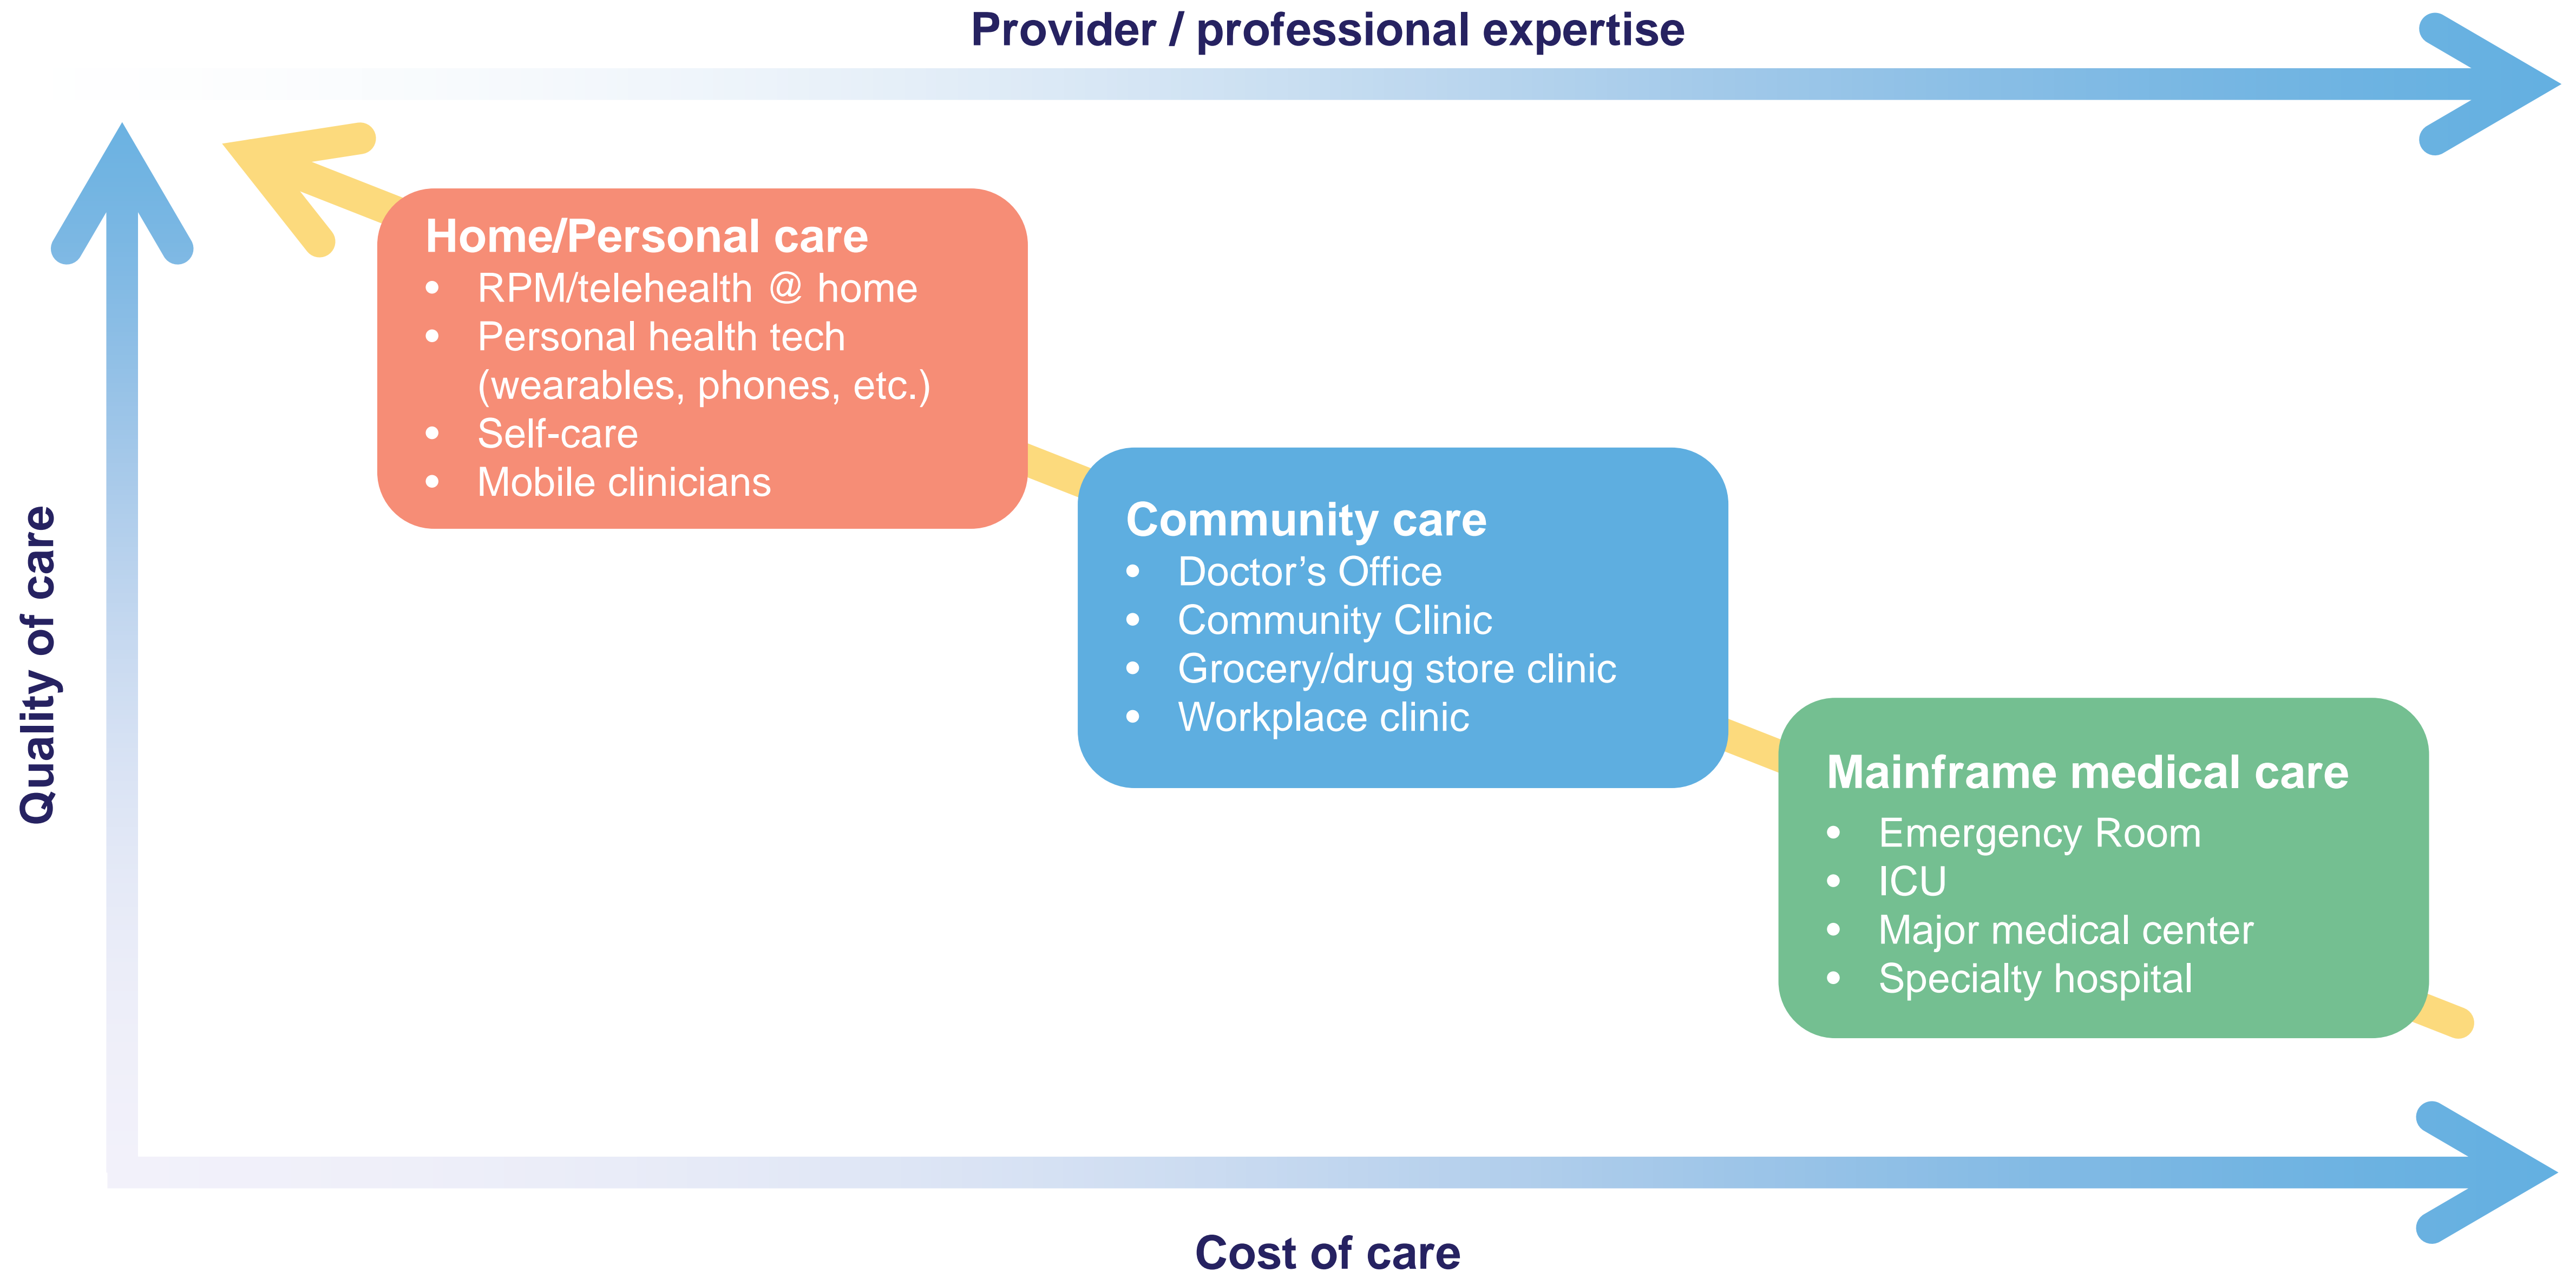 Provider / professional expertise
Home/Personal care
• RPM/telehealth @ home
• Personal health tech
(wearables, phones, etc.)
• Self-care
• Mobile clinicians
Community care
• Doctor’s Office
• Community Clinic
• Grocery/drug store clinic
• Workplace clinic
Mainframe medical care
• Emergency Room
• ICU
• Major medical center
• Specialty hospital
Quality of care
Cost of care